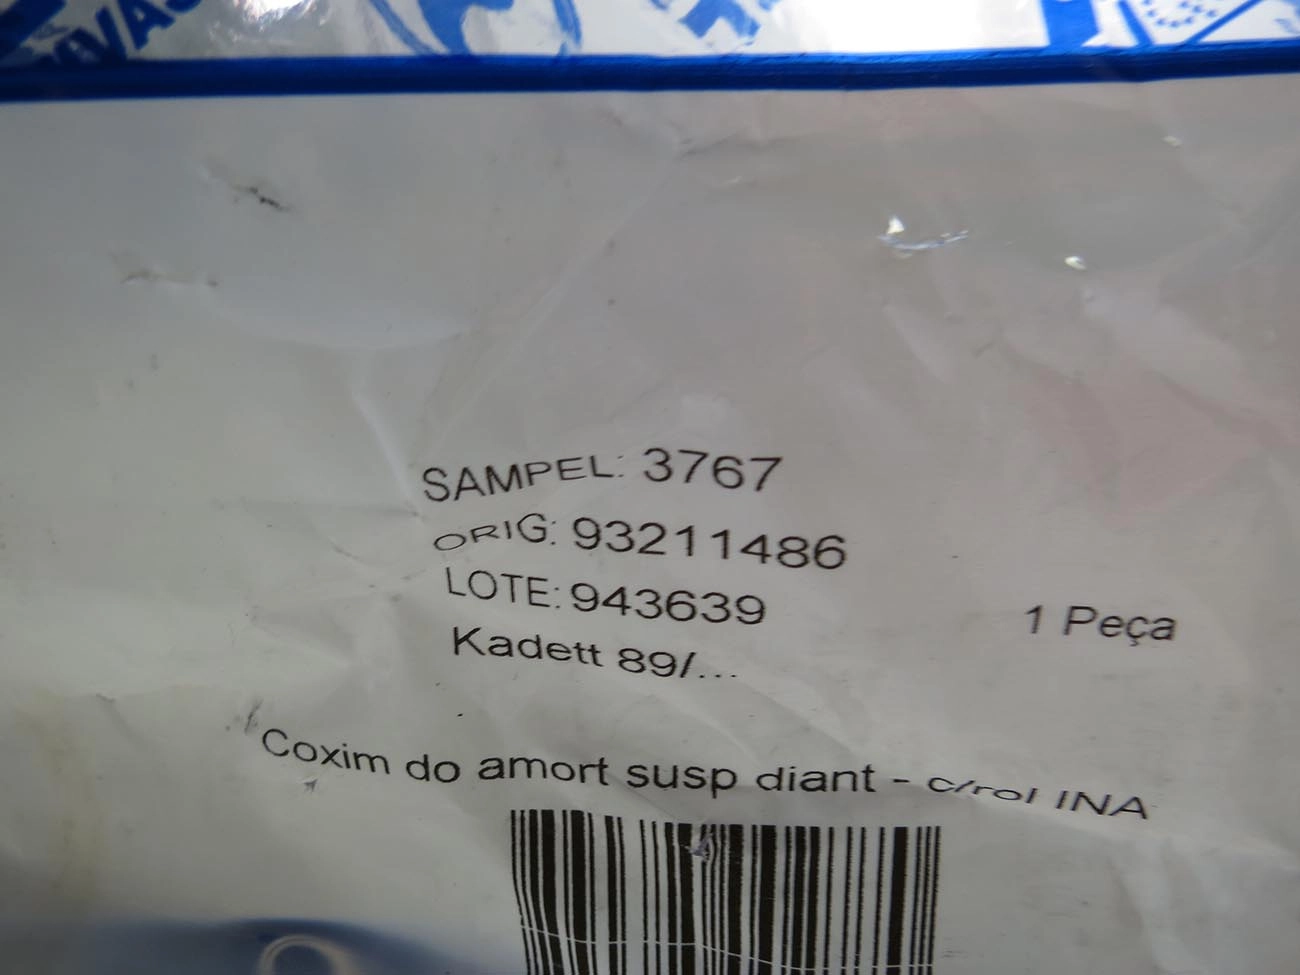 SAMPEL: 3767
ORIG: 93211486
LOTE: 943639
1 Peça
Kadett 89/...
Coxim do amort susp diant - c/rol INA